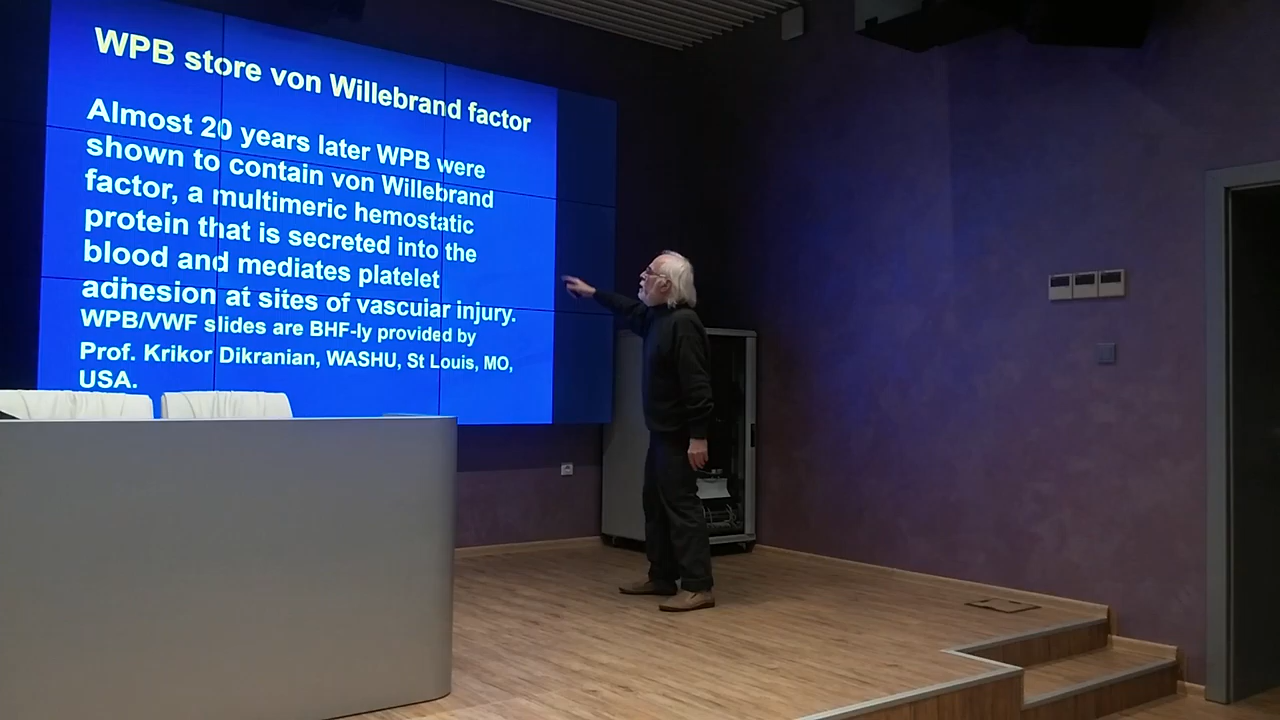 WPB store von Willebrand factor
Almost 20 years later WPB were
shown to contain von Willebrand
factor, a multimeric hemostatic
protein that is secreted into the
blood and mediates platelet
adhesion at sites of vascular injury.
WPB/VWF slides are BHF-ly provided by
Prof. Krikor Dikranian, WASHU, St Louis, MO,
USA.